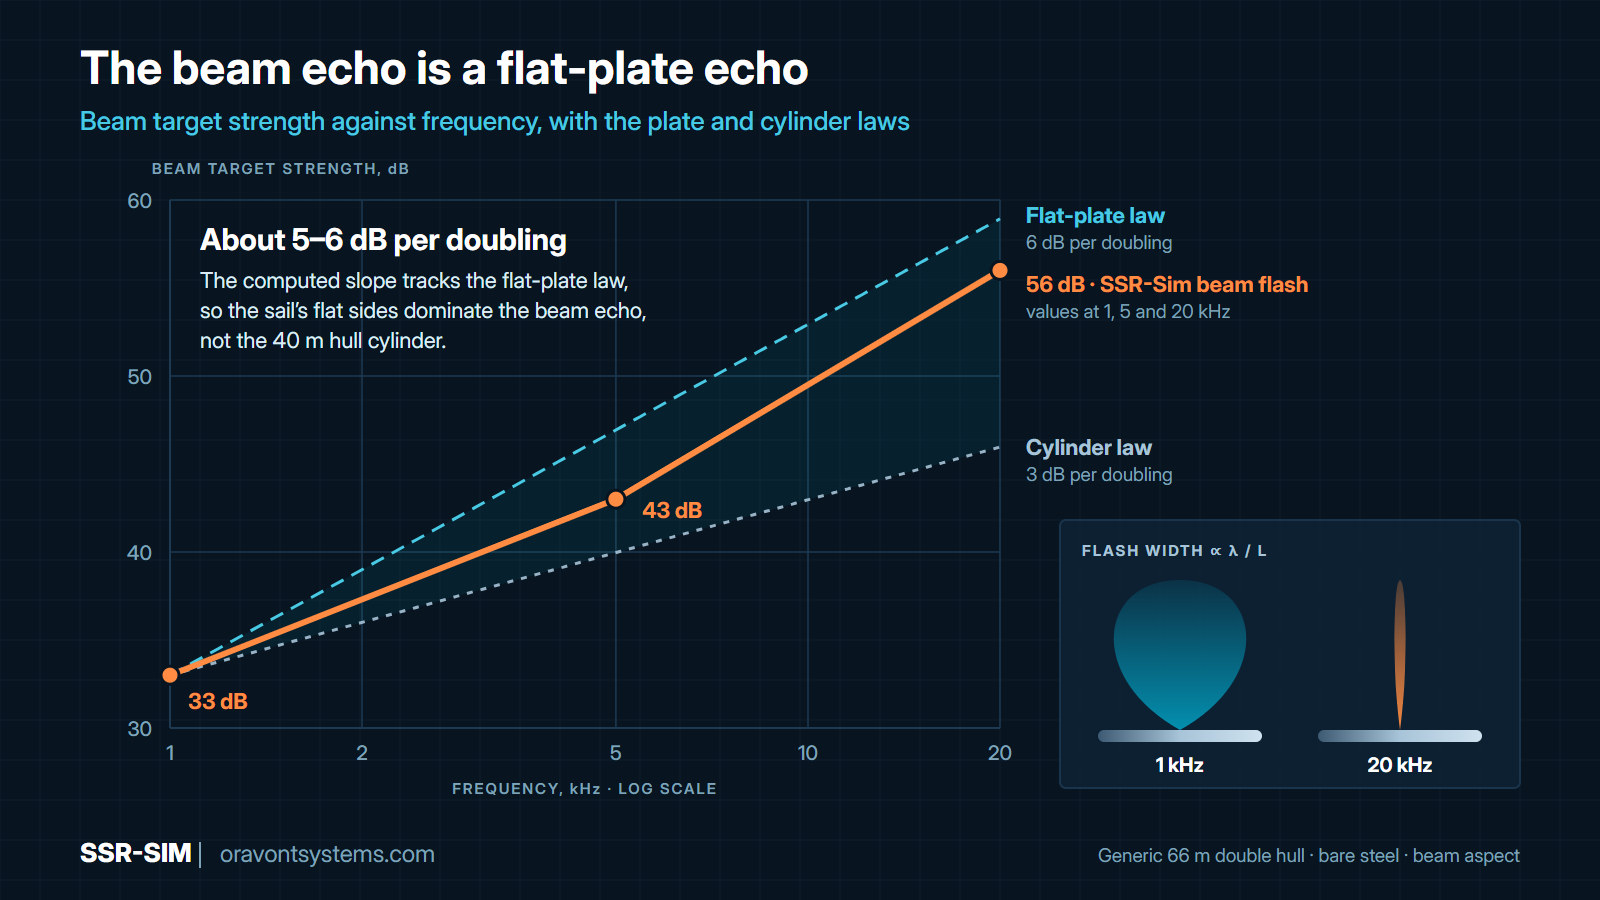 The beam echo is a flat-plate echo
Beam target strength against frequency, with the plate and cylinder laws
BEAM TARGET STRENGTH, dB
60
50
40
30
About 5–6 dB per doubling
The computed slope tracks the flat-plate law,
so the sail's flat sides dominate the beam echo,
not the 40 m hull cylinder.
Flat-plate law
6 dB per doubling
56 dB · SSR-Sim beam flash
values at 1, 5 and 20 kHz
43 dB
Cylinder law
3 dB per doubling
33 dB
1
2
5
10
20
FREQUENCY, kHz · LOG SCALE
FLASH WIDTH ∝ λ / L
1 kHz
20 kHz
SSR-SIM | oravontsystems.com
Generic 66 m double hull · bare steel · beam aspect